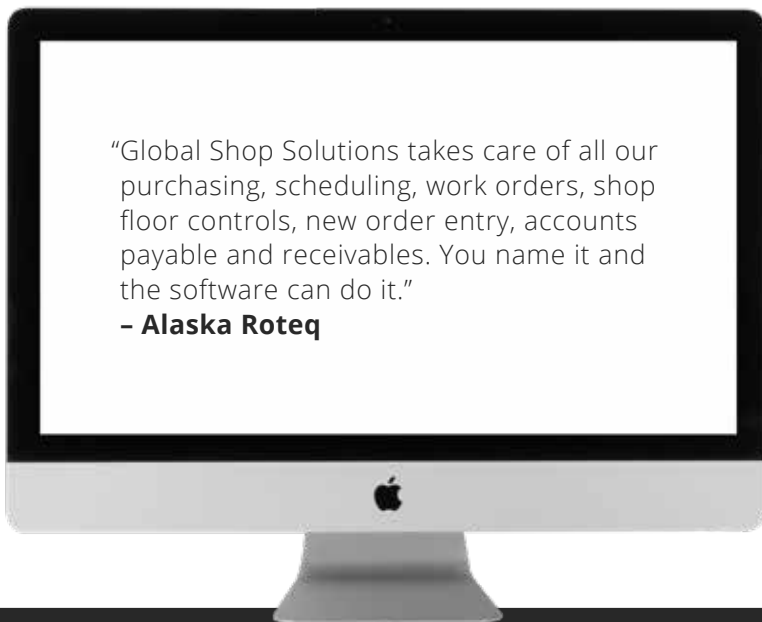 “Global Shop Solutions takes care of all our
purchasing, scheduling, work orders, shop
floor controls, new order entry, accounts
payable and receivables. You name it and
the software can do it.”
– Alaska Roteq